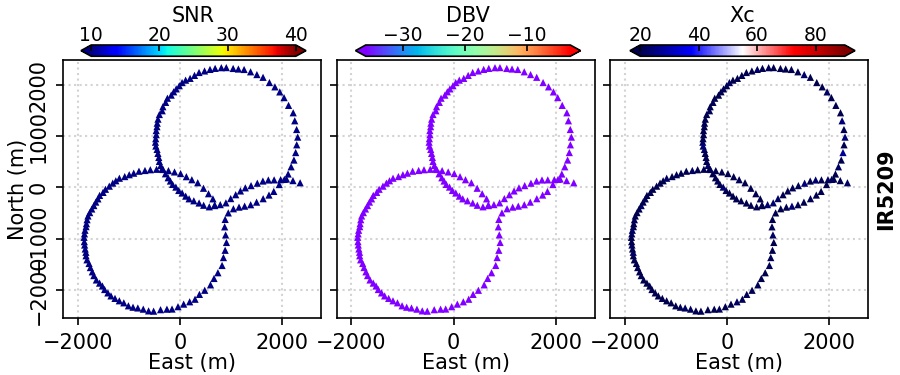 SNR
DBV
Xc
10 20 30 40
−30 −20 −10
20 40 60 80
North (m)
2000
1000
0
−1000
−2000
−2000 0 2000
−2000 0 2000
−2000 0 2000
East (m)
East (m)
East (m)
IR5209